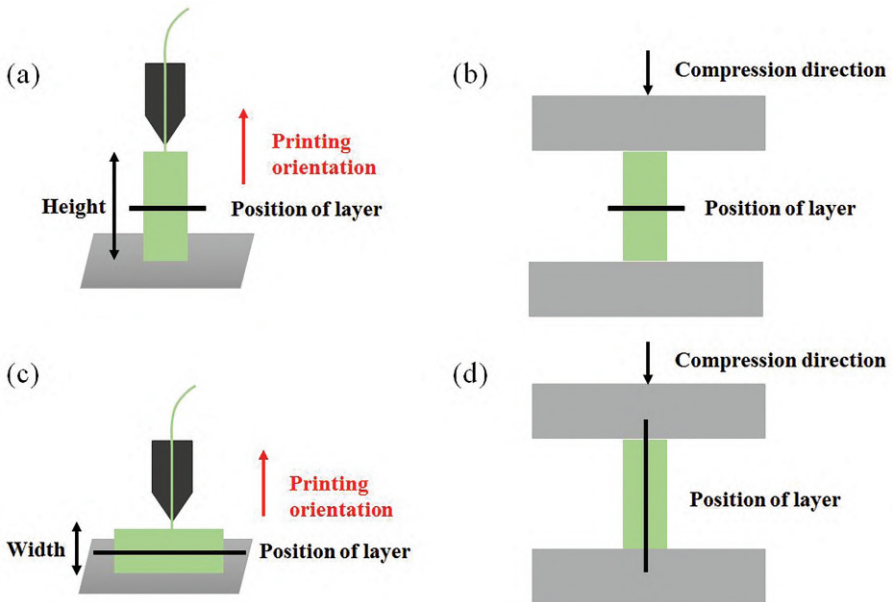 (a)
Printing
orientation
Height
Position of layer
(b)
Compression direction
Position of layer
(c)
Printing
orientation
Width
Position of layer
(d)
Compression direction
Position of layer